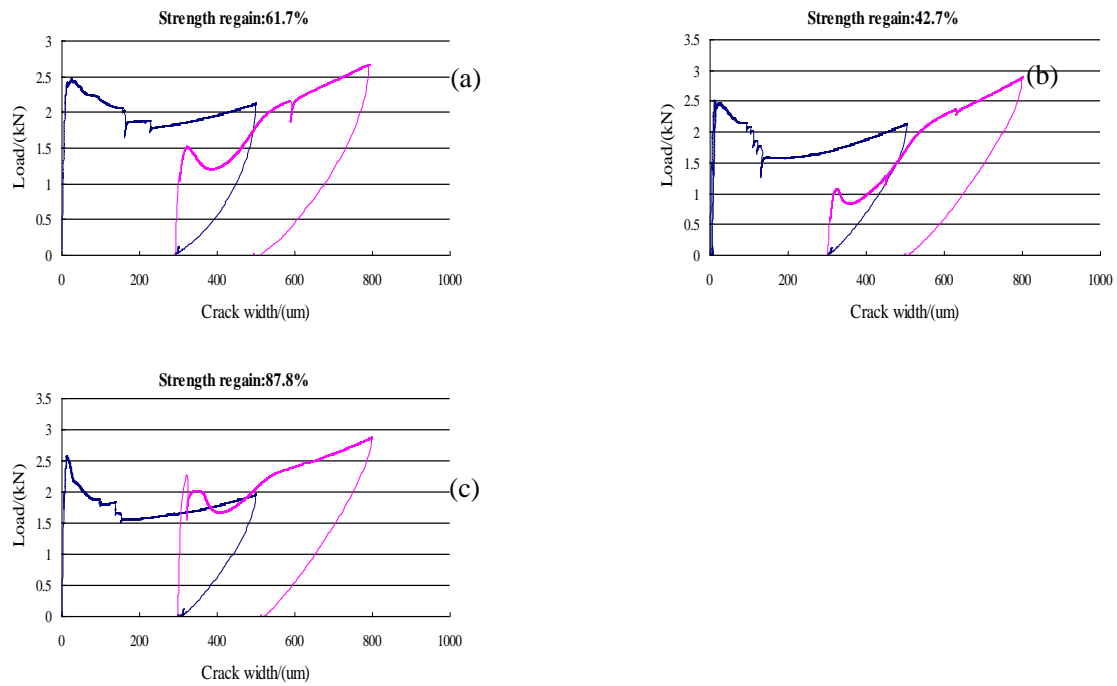 Strength regain:61.7%
3
2.5
2
1.5
1
0.5
0
0 200 400 600 800 1000
Load/(kN)
Crack width/(um)
(a)
Strength regain:42.7%
3.5
3
2.5
2
1.5
1
0.5
0
0 200 400 600 800 1000
Load/(kN)
Crack width/(um)
(b)
Strength regain:87.8%
3.5
3
2.5
2
1.5
1
0.5
0
0 200 400 600 800 1000
Load/(kN)
Crack width/(um)
(c)